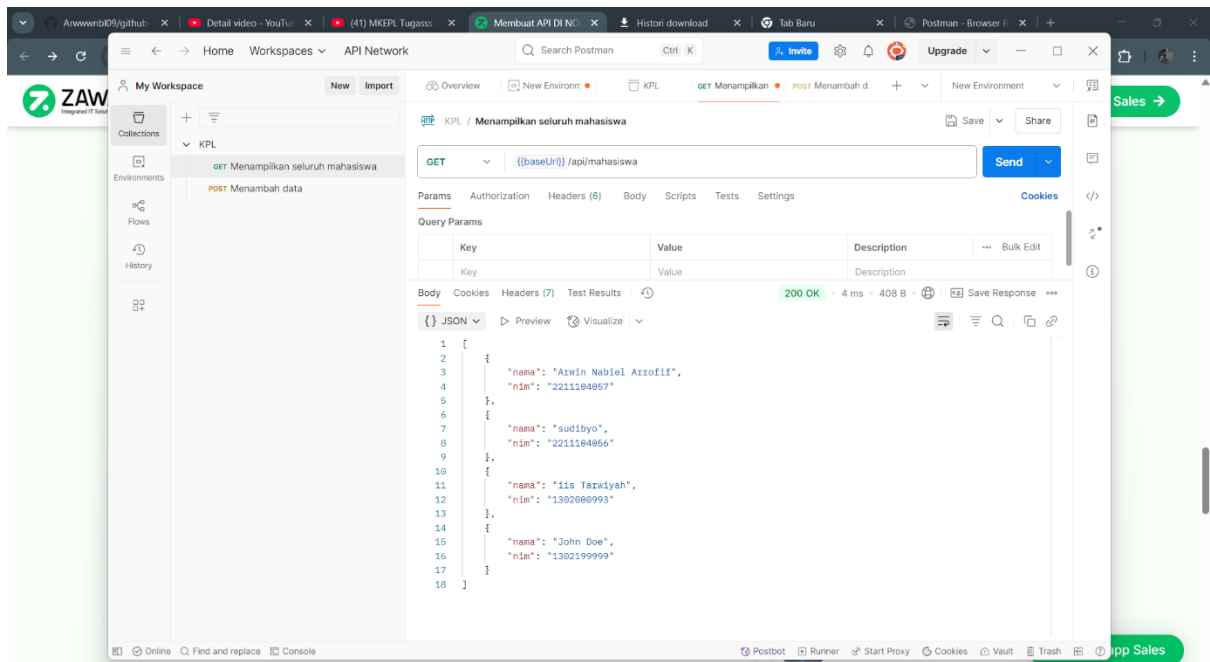 Arwwwnbl09/github
Detail video - YouTu
(41) MKEPL Tugasss
Membuat API DI NO
Histori download
Tab Baru
Postman - Browser
ZAW
Integrated IT
Sales →
Home Workspaces API Network
Search Postman Ctrl K
Invite
Upgrade
My Workspace New Import
Overview
New Environm
KPL
GET Menampilkan
POST Menambah d
New Environment
Collections
Environments
Flows
History
KPL
GET Menampilkan seluruh mahasiswa
POST Menambah data
HTTP KPL / Menampilkan seluruh mahasiswa
Save Share
GET {{baseUrl}} /api/mahasiswa Send
Params Authorization Headers (6) Body Scripts Tests Settings Cookies
Query Params
Key Value Description ••• Bulk Edit
Key Value Description
Body Cookies Headers (7) Test Results 200 OK • 4 ms • 408 B • Save Response •••
{} JSON Preview Visualize
1 [
2 {
3 "nama": "Arwin Nabiel Arrofif",
4 "nim": "2211104057"
5 },
6 {
7 "nama": "sudibyo",
8 "nim": "2211104056"
9 },
10 {
11 "nama": "iis Tarwiyah",
12 "nim": "1302000993"
13 },
14 {
15 "nama": "John Doe",
16 "nim": "1302199999"
17 }
18 ]
Online Find and replace Console
Postbot Runner Start Proxy Cookies Vault Trash
app Sales